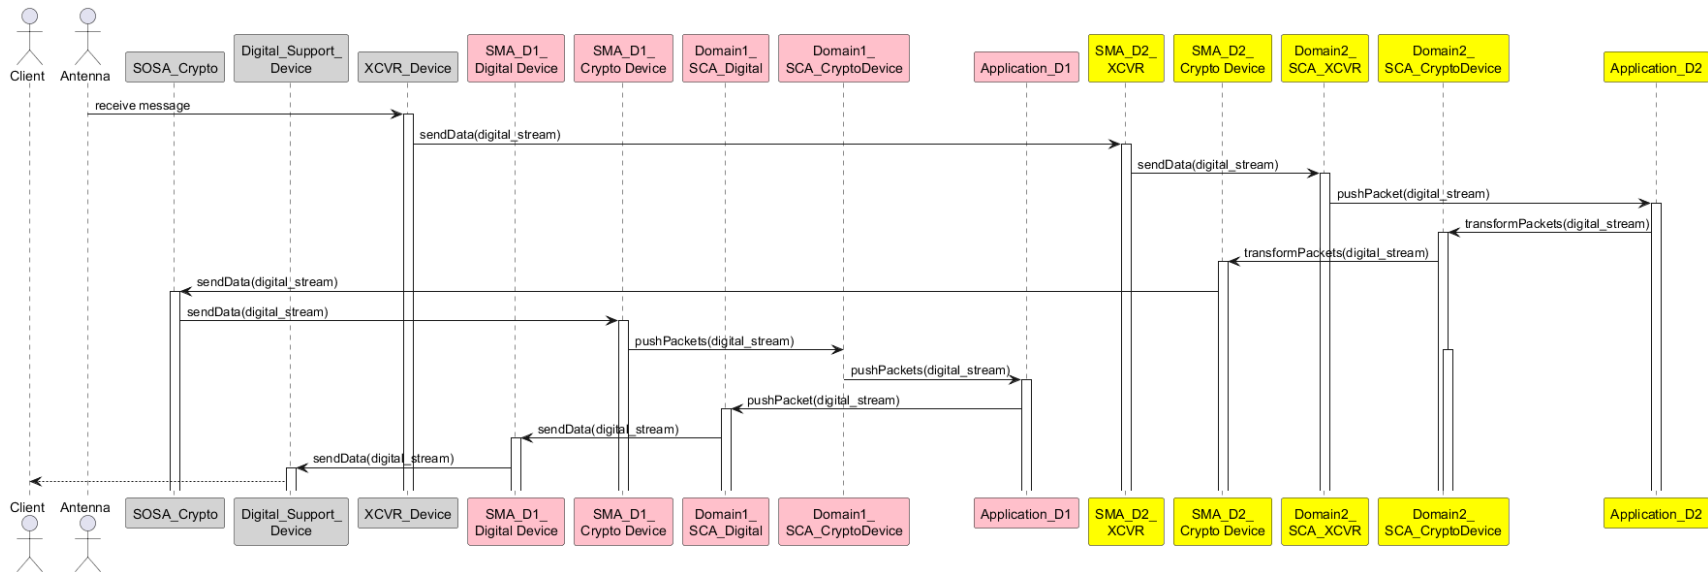 Client
Antenna
SOSA_Crypto
Digital_Support_
Device
XCVR_Device
SMA_D1_
Digital Device
SMA_D1_
Crypto Device
Domain1_
SCA_Digital
Domain1_
SCA_CryptoDevice
Application_D1
SMA_D2_
XCVR
SMA_D2_
Crypto Device
Domain2_
SCA_XCVR
Domain2_
SCA_CryptoDevice
Application_D2
receive message
sendData(digital_stream)
sendData(digital_stream)
pushPacket(digital_stream)
transformPackets(digital_stream)
transformPackets(digital_stream)
sendData(digital_stream)
sendData(digital_stream)
pushPackets(digital_stream)
pushPackets(digital_stream)
pushPacket(digital_stream)
sendData(digital_stream)
sendData(digital_stream)
Client
Antenna
SOSA_Crypto
Digital_Support_
Device
XCVR_Device
SMA_D1_
Digital Device
SMA_D1_
Crypto Device
Domain1_
SCA_Digital
Domain1_
SCA_CryptoDevice
Application_D1
SMA_D2_
XCVR
SMA_D2_
Crypto Device
Domain2_
SCA_XCVR
Domain2_
SCA_CryptoDevice
Application_D2